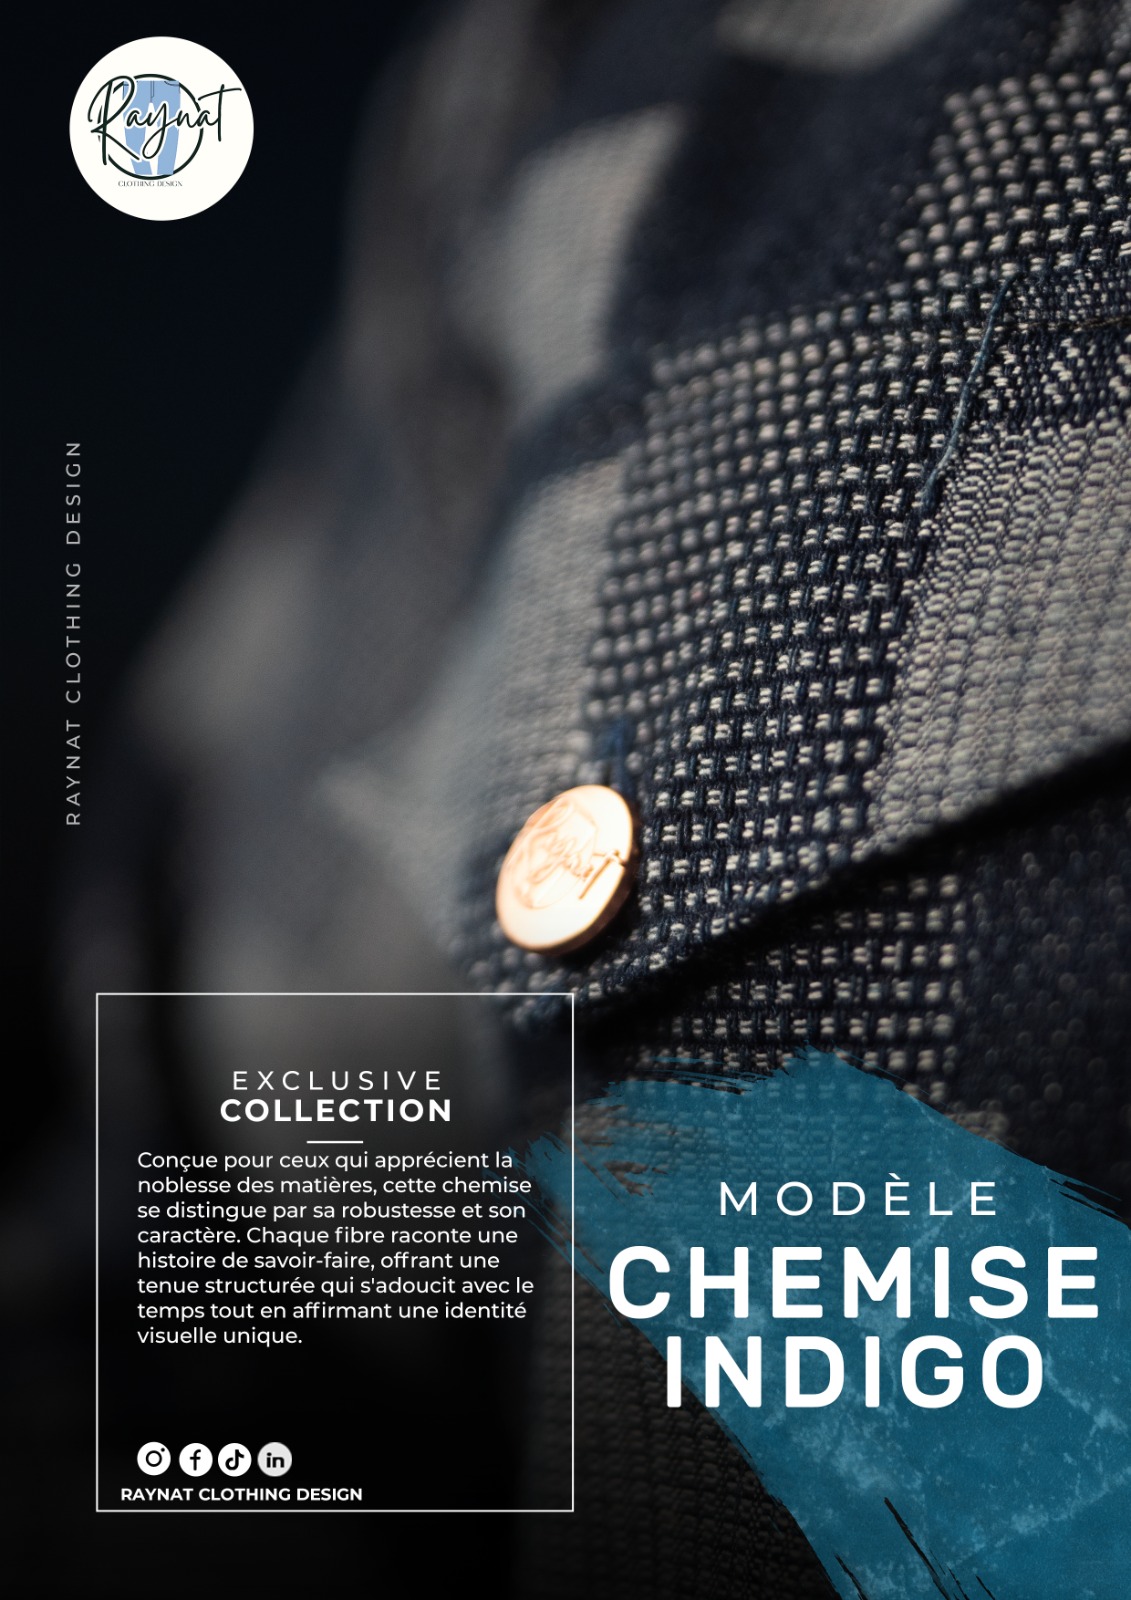 Raynat
CLOTHING DESIGN
RAYNAT CLOTHING DESIGN
Raynat
EXCLUSIVE
COLLECTION
Conçue pour ceux qui apprécient la
noblesse des matières, cette chemise
se distingue par sa robustesse et son
caractère. Chaque fibre raconte une
histoire de savoir-faire, offrant une
tenue structurée qui s'adoucit avec le
temps tout en affirmant une identité
visuelle unique.
RAYNAT CLOTHING DESIGN
MODÈLE
CHEMISE
INDIGO